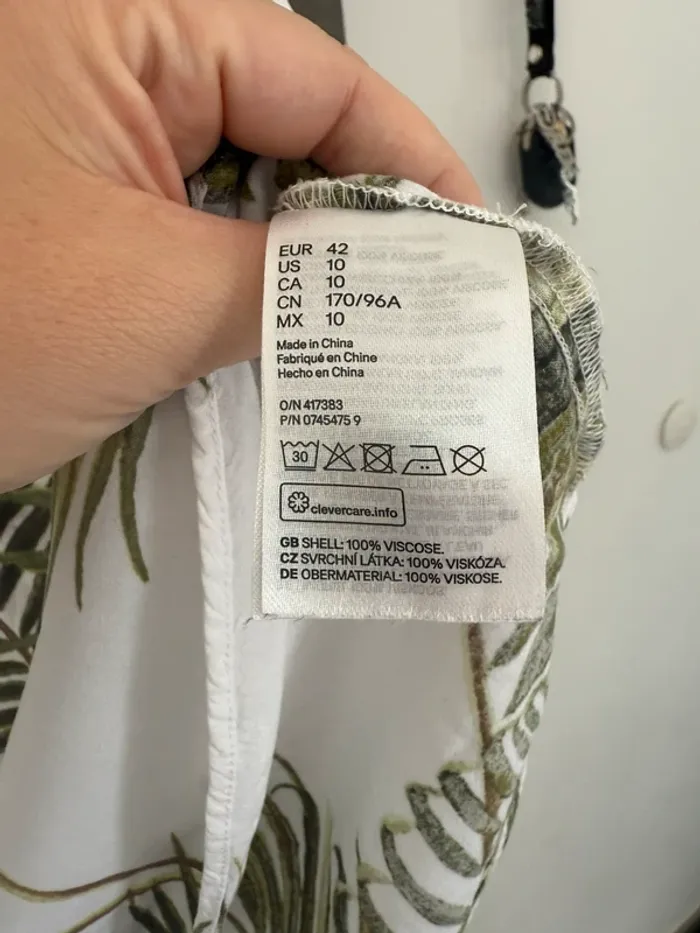 EUR 42
US 10
CA 10
CN 170/96A
MX 10
Made in China
Fabriqué en Chine
Hecho en China
O/N 417383
P/N 0745475 9
30
clevercare.info
GB SHELL: 100% VISCOSE.
CZ SVRCHNÍ LÁTKA: 100% VISKÓZA.
DE OBERMATERIAL: 100% VISKOSE.